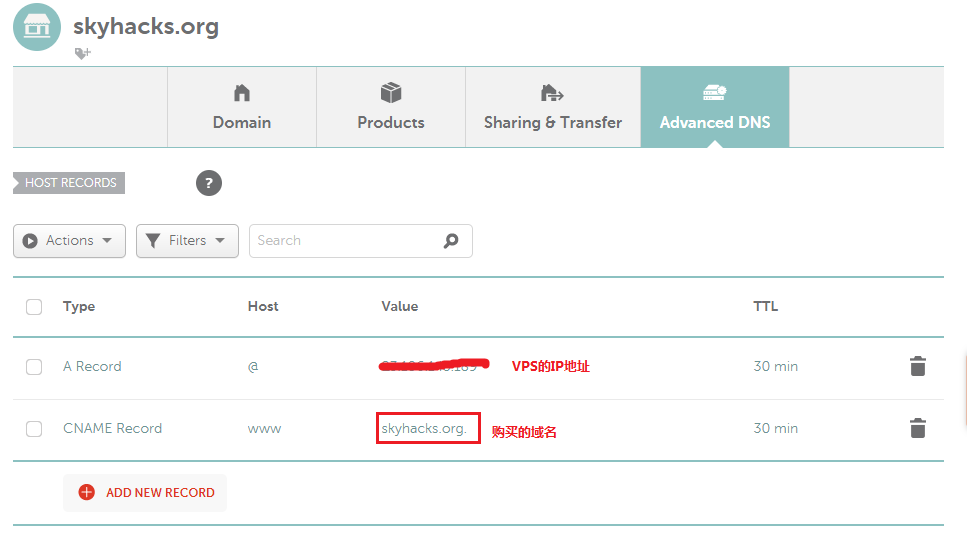 skyhacks.org
Domain
Products
Sharing & Transfer
Advanced DNS
HOST RECORDS
?
Actions
Filters
Search
Type Host Value TTL
A Record @ VPS的IP地址 30 min
CNAME Record www skyhacks.org. 购买的域名 30 min
ADD NEW RECORD